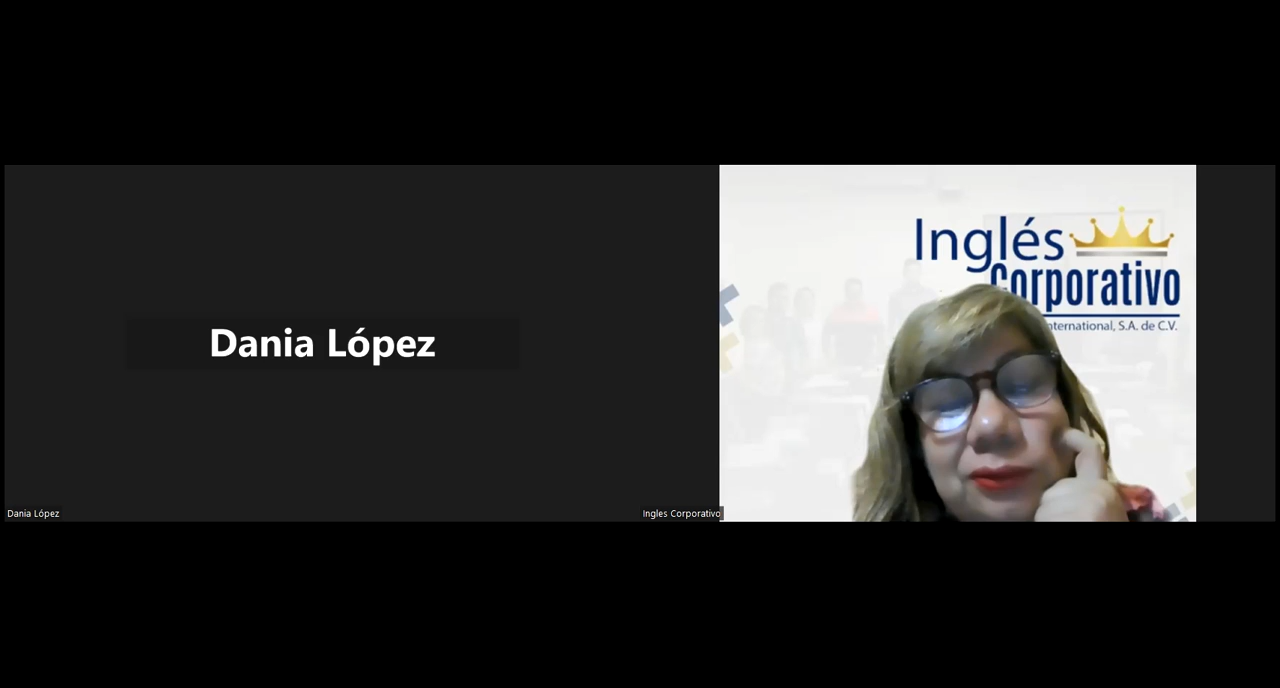 Dania López
Dania López
Ingles Corporativo
Inglés
Corporativo
International, S.A. de C.V.